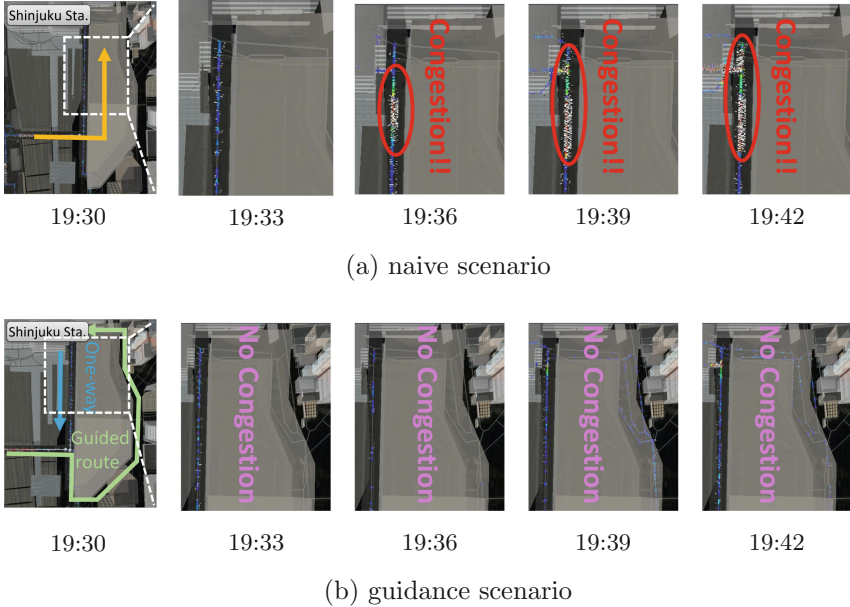 Shinjuku Sta.
Congestion!!
Congestion!!
Congestion!!
19:30
19:33
19:36
19:39
19:42
(a) naive scenario
Shinjuku Sta.
One-way
Guided
route
No Congestion
No Congestion
No Congestion
No Congestion
19:30
19:33
19:36
19:39
19:42
(b) guidance scenario